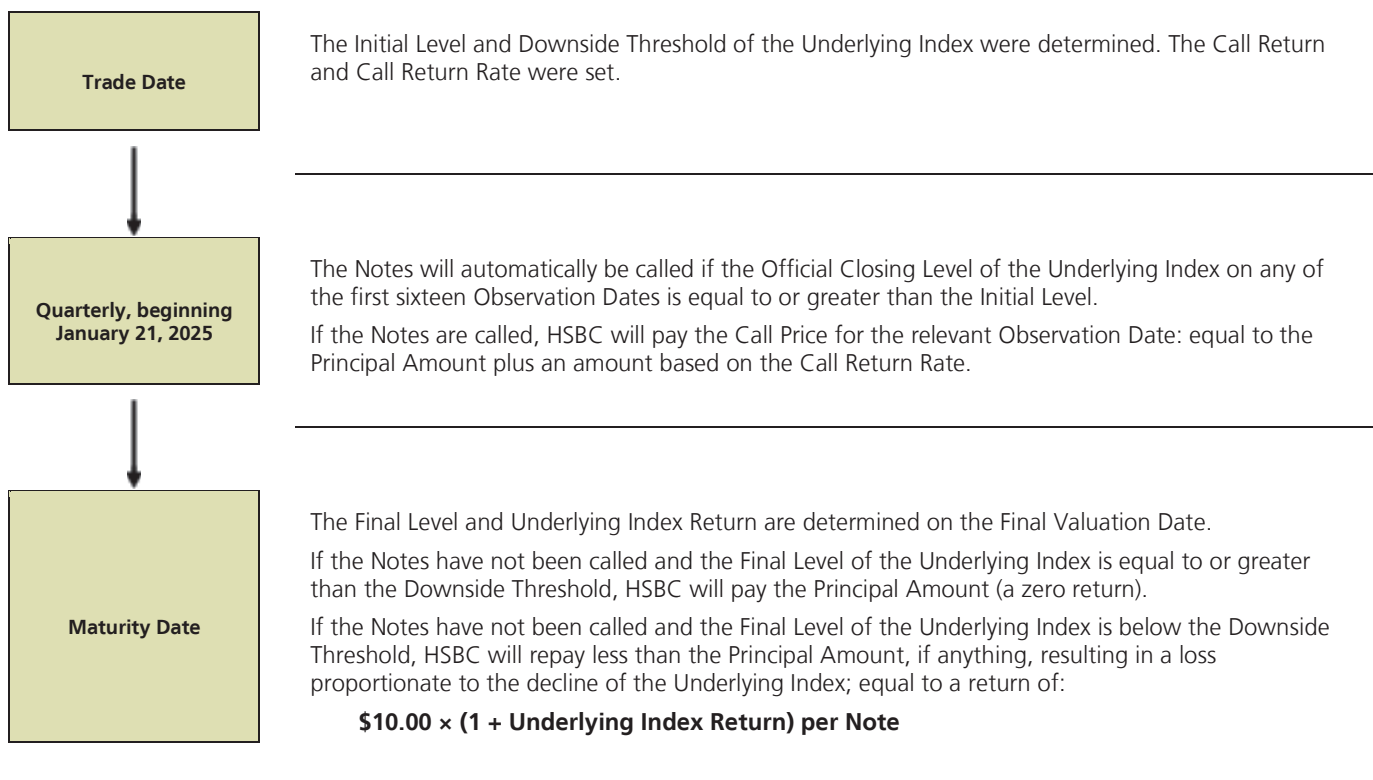 Trade Date
The Initial Level and Downside Threshold of the Underlying Index were determined. The Call Return
and Call Return Rate were set.
Quarterly, beginning
January 21, 2025
The Notes will automatically be called if the Official Closing Level of the Underlying Index on any of
the first sixteen Observation Dates is equal to or greater than the Initial Level.
If the Notes are called, HSBC will pay the Call Price for the relevant Observation Date: equal to the
Principal Amount plus an amount based on the Call Return Rate.
Maturity Date
The Final Level and Underlying Index Return are determined on the Final Valuation Date.
If the Notes have not been called and the Final Level of the Underlying Index is equal to or greater
than the Downside Threshold, HSBC will pay the Principal Amount (a zero return).
If the Notes have not been called and the Final Level of the Underlying Index is below the Downside
Threshold, HSBC will repay less than the Principal Amount, if anything, resulting in a loss
proportionate to the decline of the Underlying Index; equal to a return of:
$10.00 × (1 + Underlying Index Return) per Note